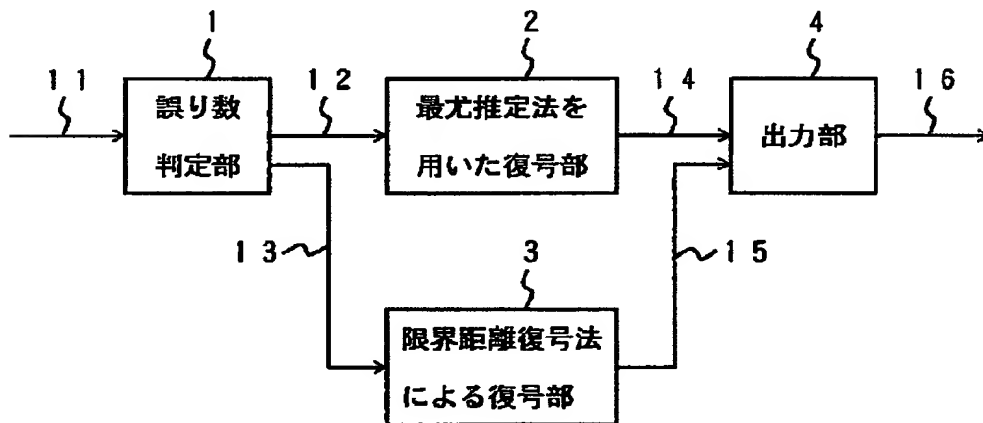 1
2
4
11
12
14
16
誤り数
判定部
最尤推定法を
用いた復号部
出力部
13
15
3
限界距離復号法
による復号部